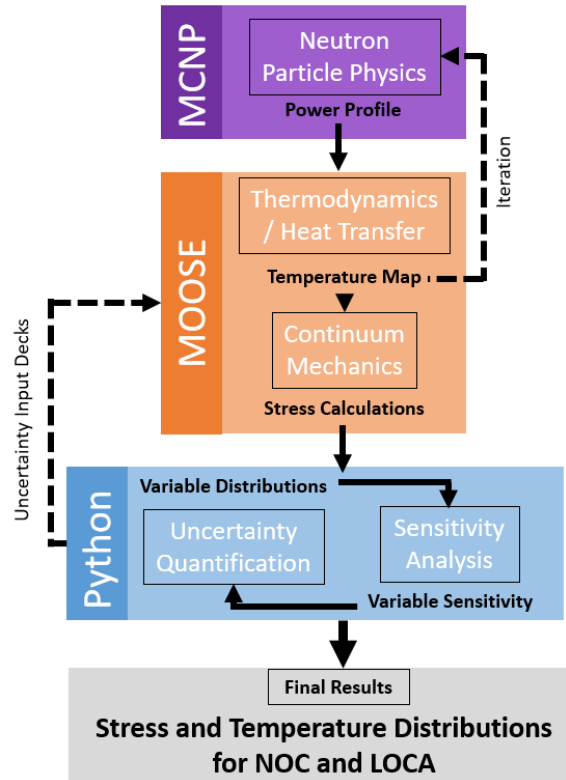 MCNP
Neutron
Particle Physics
Power Profile
Iteration
MOOSE
Thermodynamics
/ Heat Transfer
Temperature Map
Continuum
Mechanics
Stress Calculations
Uncertainty Input Decks
Python
Variable Distributions
Uncertainty
Quantification
Sensitivity
Analysis
Variable Sensitivity
Final Results
Stress and Temperature Distributions
for NOC and LOCA